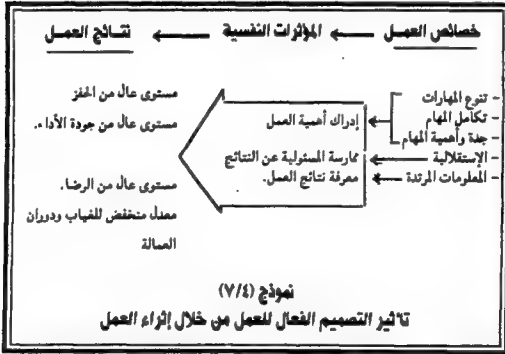 خصائص العمل ← المؤثرات النفسية ← نتائج العمل
- تنوع المهارات
- تكامل المهام
- جدة وأهمية المهام
- الإستقلالية
- المعلومات المرتدة
إدراك أهمية العمل
ممارسة المسئولية عن النتائج
معرفة نتائج العمل.
مستوى عال من الحفز
مستوى عال من جودة الأداء.
مستوى عال من الرضا.
معدل منخفض للغياب ودوران
العمالة
نموذج (٧/٤)
تاثير التصميم الفعال للعمل من خلال إثراء العمل